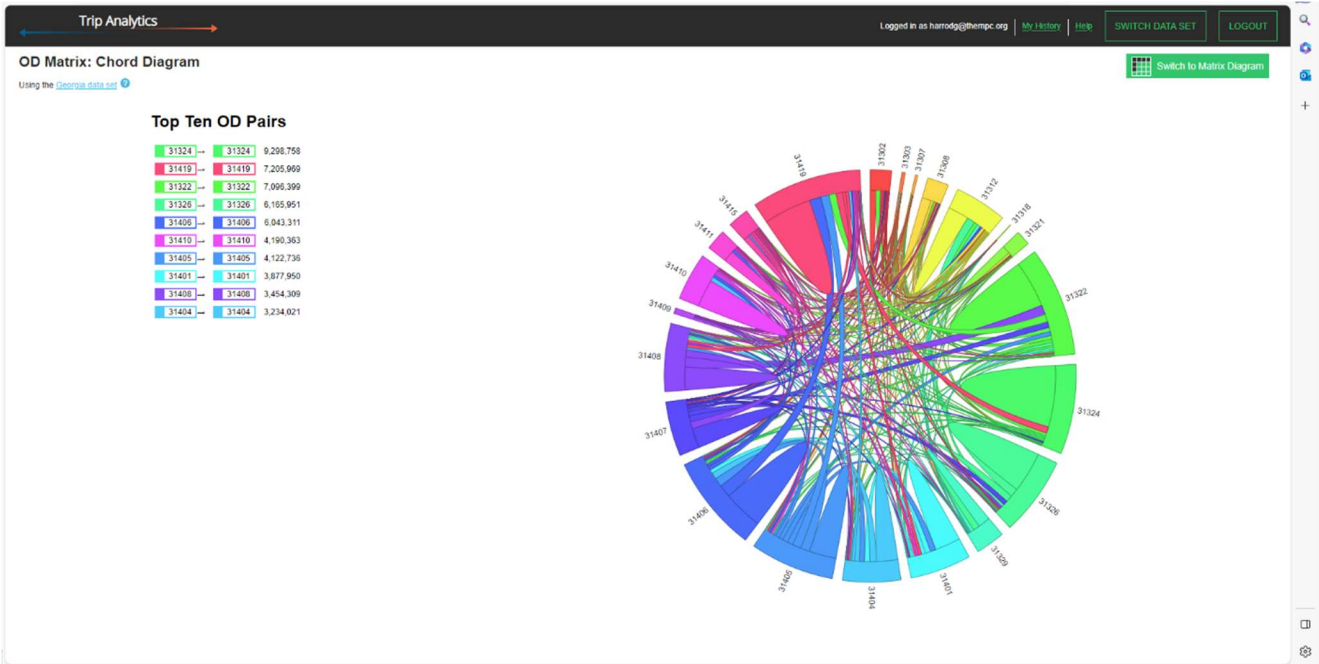 Trip Analytics
Logged in as harrodg@thempc.org My History Help SWITCH DATA SET LOGOUT
OD Matrix: Chord Diagram
Switch to Matrix Diagram
Using the Georgia data set ?
Top Ten OD Pairs
31324 → 31324 9,298,758
31419 → 31419 7,205,969
31322 → 31322 7,096,399
31326 → 31326 6,165,951
31406 → 31406 6,043,311
31410 → 31410 4,190,363
31405 → 31405 4,122,736
31401 → 31401 3,877,950
31408 → 31408 3,454,309
31404 → 31404 3,234,021
31302
31303
31307
31308
31312
31318
31321
31322
31324
31326
31329
31401
31404
31405
31406
31407
31408
31409
31410
31411
31415
31419